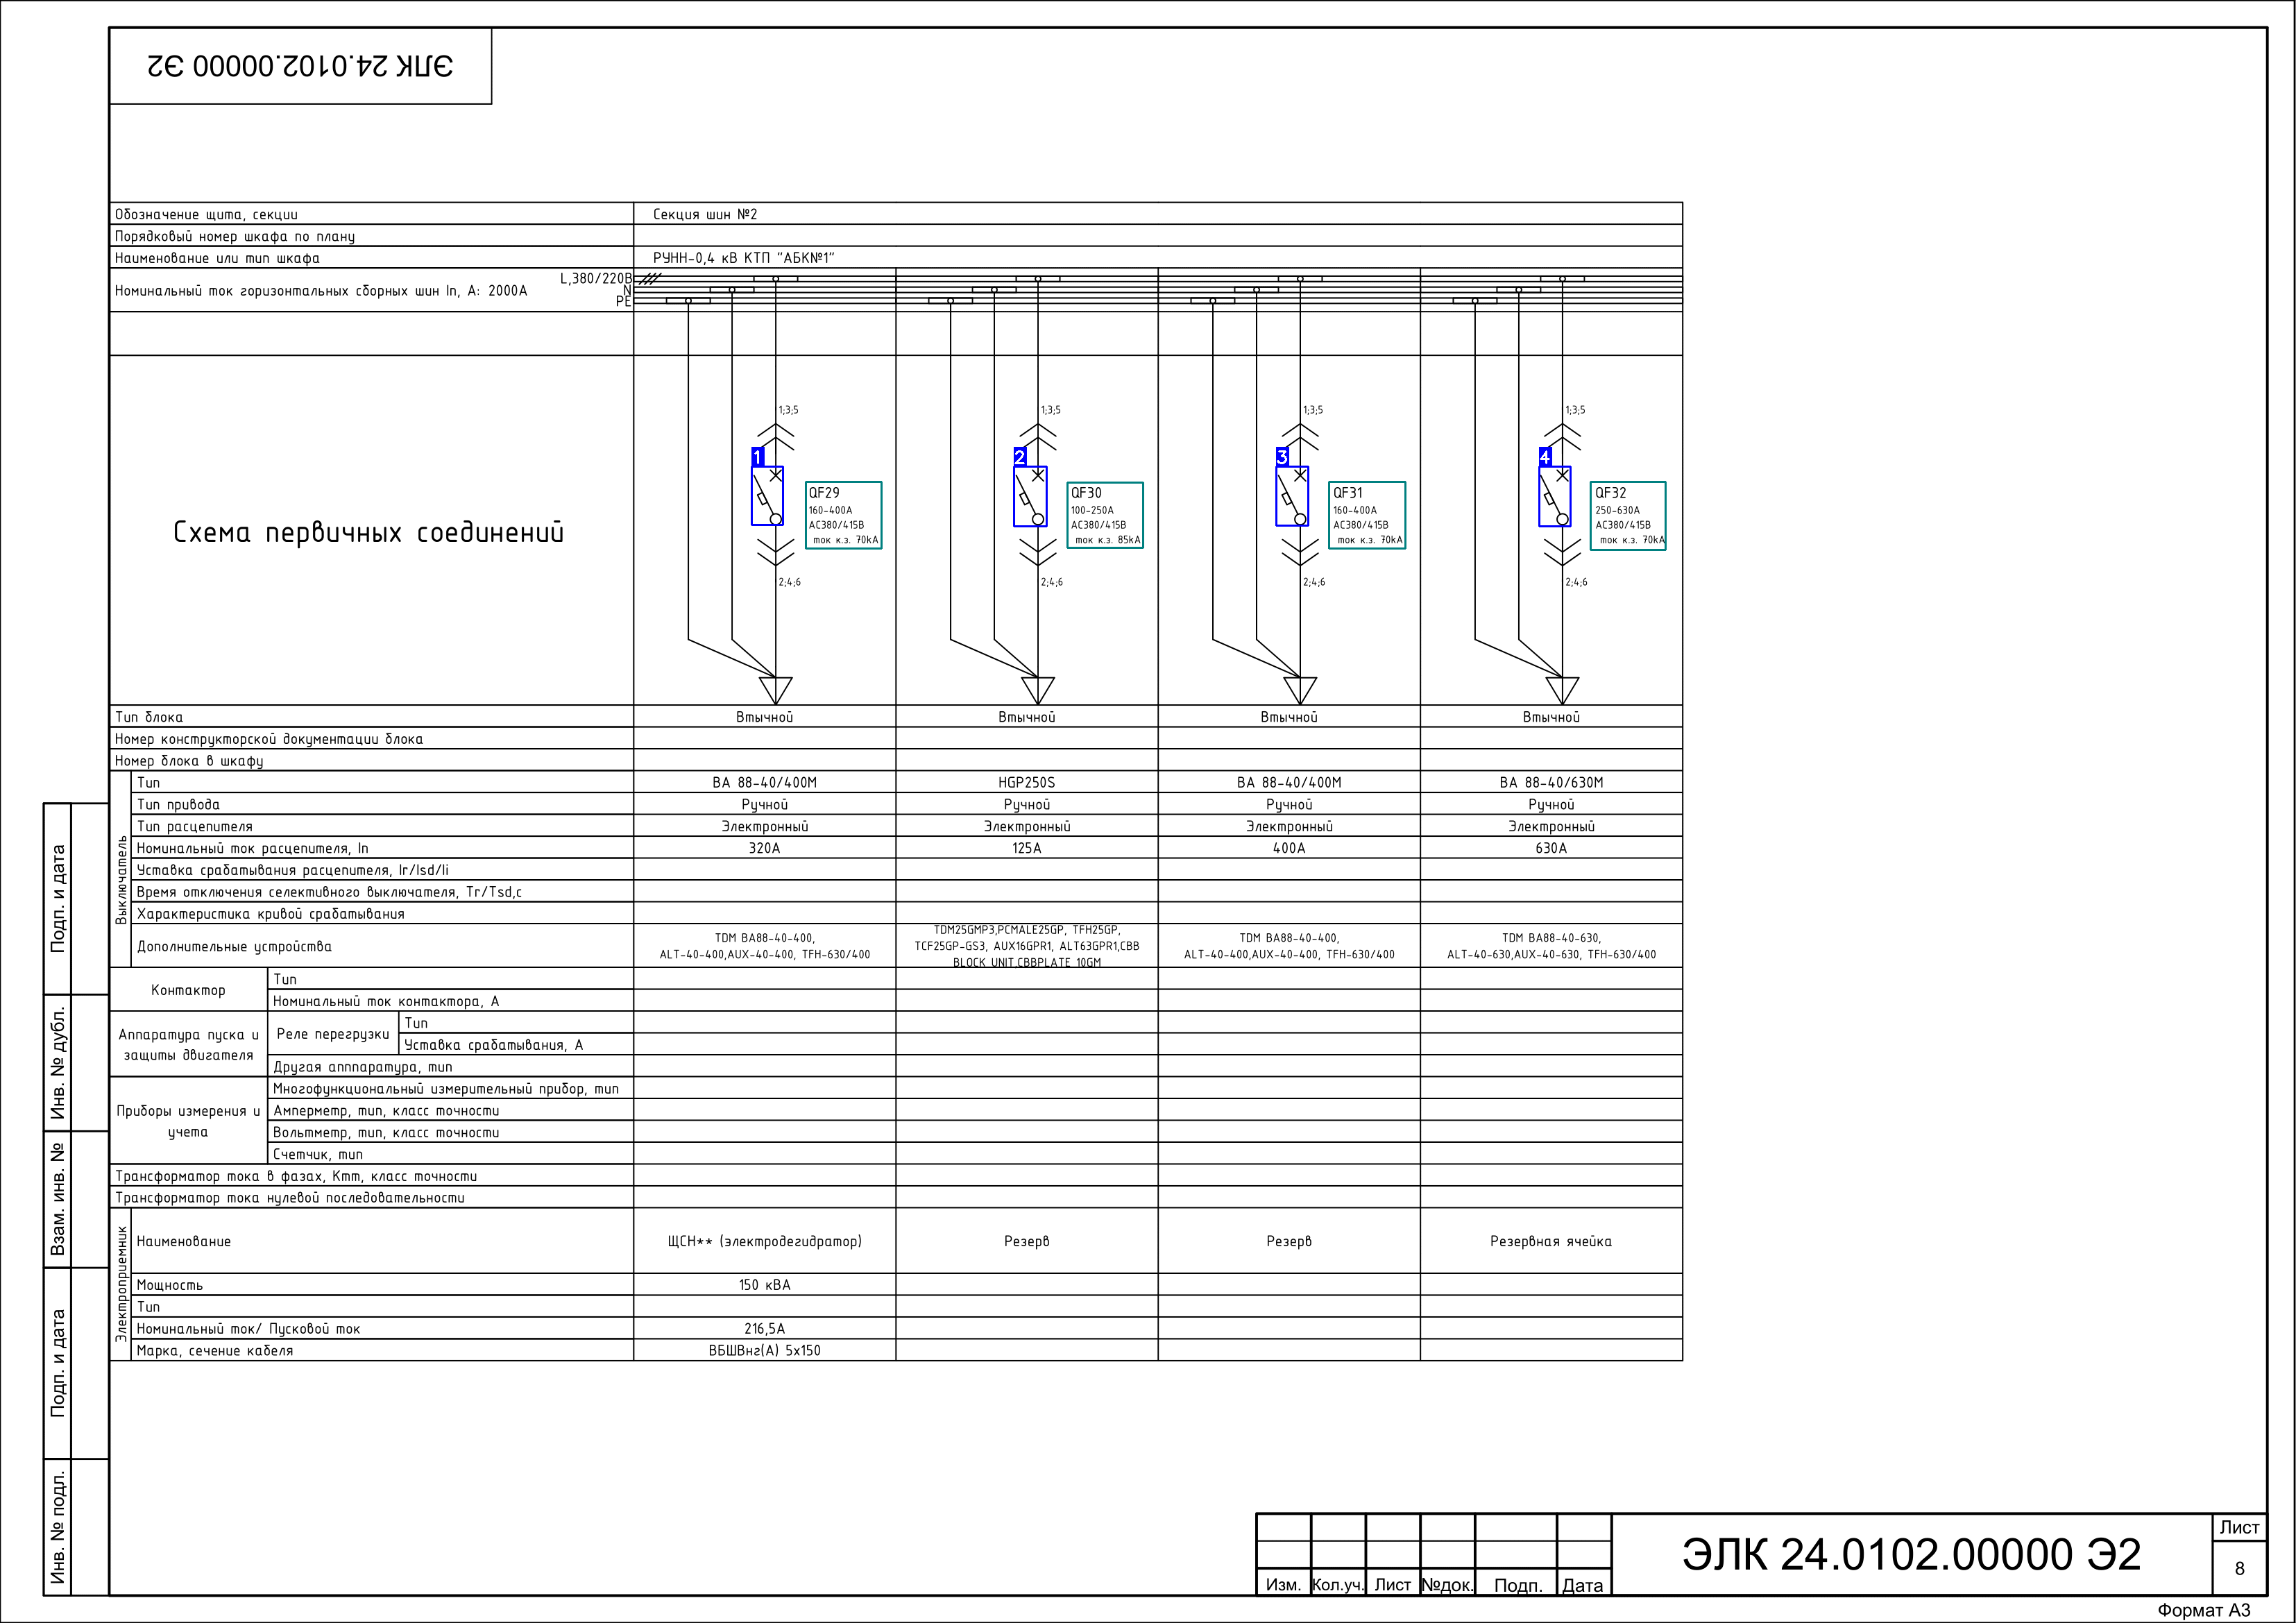 ЭЛК 24.0102.00000 Э2
Обозначение щита, секции
Секция шин №2
Порядковый номер шкафа по плану
Наименование или тип шкафа
РУНН-0,4 кВ КТП "АБК№1"
Номинальный ток горизонтальных сборных шин In, А: 2000А
L,380/220В
N
PE
Схема первичных соединений
1;3;5
1;3;5
1;3;5
1;3;5
1
2
3
4
QF29
160-400А
AC380/415В
ток к.з. 70kA
QF30
100-250А
AC380/415В
ток к.з. 85kA
QF31
160-400А
AC380/415В
ток к.з. 70kA
QF32
250-630А
AC380/415В
ток к.з. 70kA
2;4;6
2;4;6
2;4;6
2;4;6
Тип блока
Втычной
Втычной
Втычной
Втычной
Номер конструкторской документации блока
Номер блока в шкафу
Выключатель
Тип
ВА 88-40/400М
HGP250S
ВА 88-40/400М
ВА 88-40/630М
Тип привода
Ручной
Ручной
Ручной
Ручной
Тип расцепителя
Электронный
Электронный
Электронный
Электронный
Номинальный ток расцепителя, In
320А
125А
400А
630А
Уставка срабатывания расцепителя, Ir/Isd/Ii
Время отключения селективного выключателя, Tr/Tsd,с
Характеристика кривой срабатывания
Дополнительные устройства
TDM ВА88-40-400,
ALT-40-400,AUX-40-400, TFH-630/400
TDM25GMP3,PCMALE25GP, TFH25GP,
TCF25GP-GS3, AUX16GPR1, ALT63GPR1,CBB
BLOCK UNIT,CBBPLATE 10GM
TDM ВА88-40-400,
ALT-40-400,AUX-40-400, TFH-630/400
TDM ВА88-40-630,
ALT-40-630,AUX-40-630, TFH-630/400
Контактор
Тип
Номинальный ток контактора, А
Аппаратура пуска и
защиты двигателя
Реле перегрузки
Тип
Уставка срабатывания, А
Другая апппаратура, тип
Приборы измерения и
учета
Многофункциональный измерительный прибор, тип
Амперметр, тип, класс точности
Вольтметр, тип, класс точности
Счетчик, тип
Трансформатор тока в фазах, Ктт, класс точности
Трансформатор тока нулевой последовательности
Электроприемник
Наименование
ЩСН** (электродегидратор)
Резерв
Резерв
Резервная ячейка
Мощность
150 кВА
Тип
Номинальный ток/ Пусковой ток
216,5А
Марка, сечение кабеля
ВБШВнг(А) 5х150
Подп. и дата
Инв. № дубл.
Взам. инв. №
Подп. и дата
Инв. № подл.
Изм.
Кол.уч.
Лист
№док.
Подп.
Дата
ЭЛК 24.0102.00000 Э2
Лист
8
Формат А3